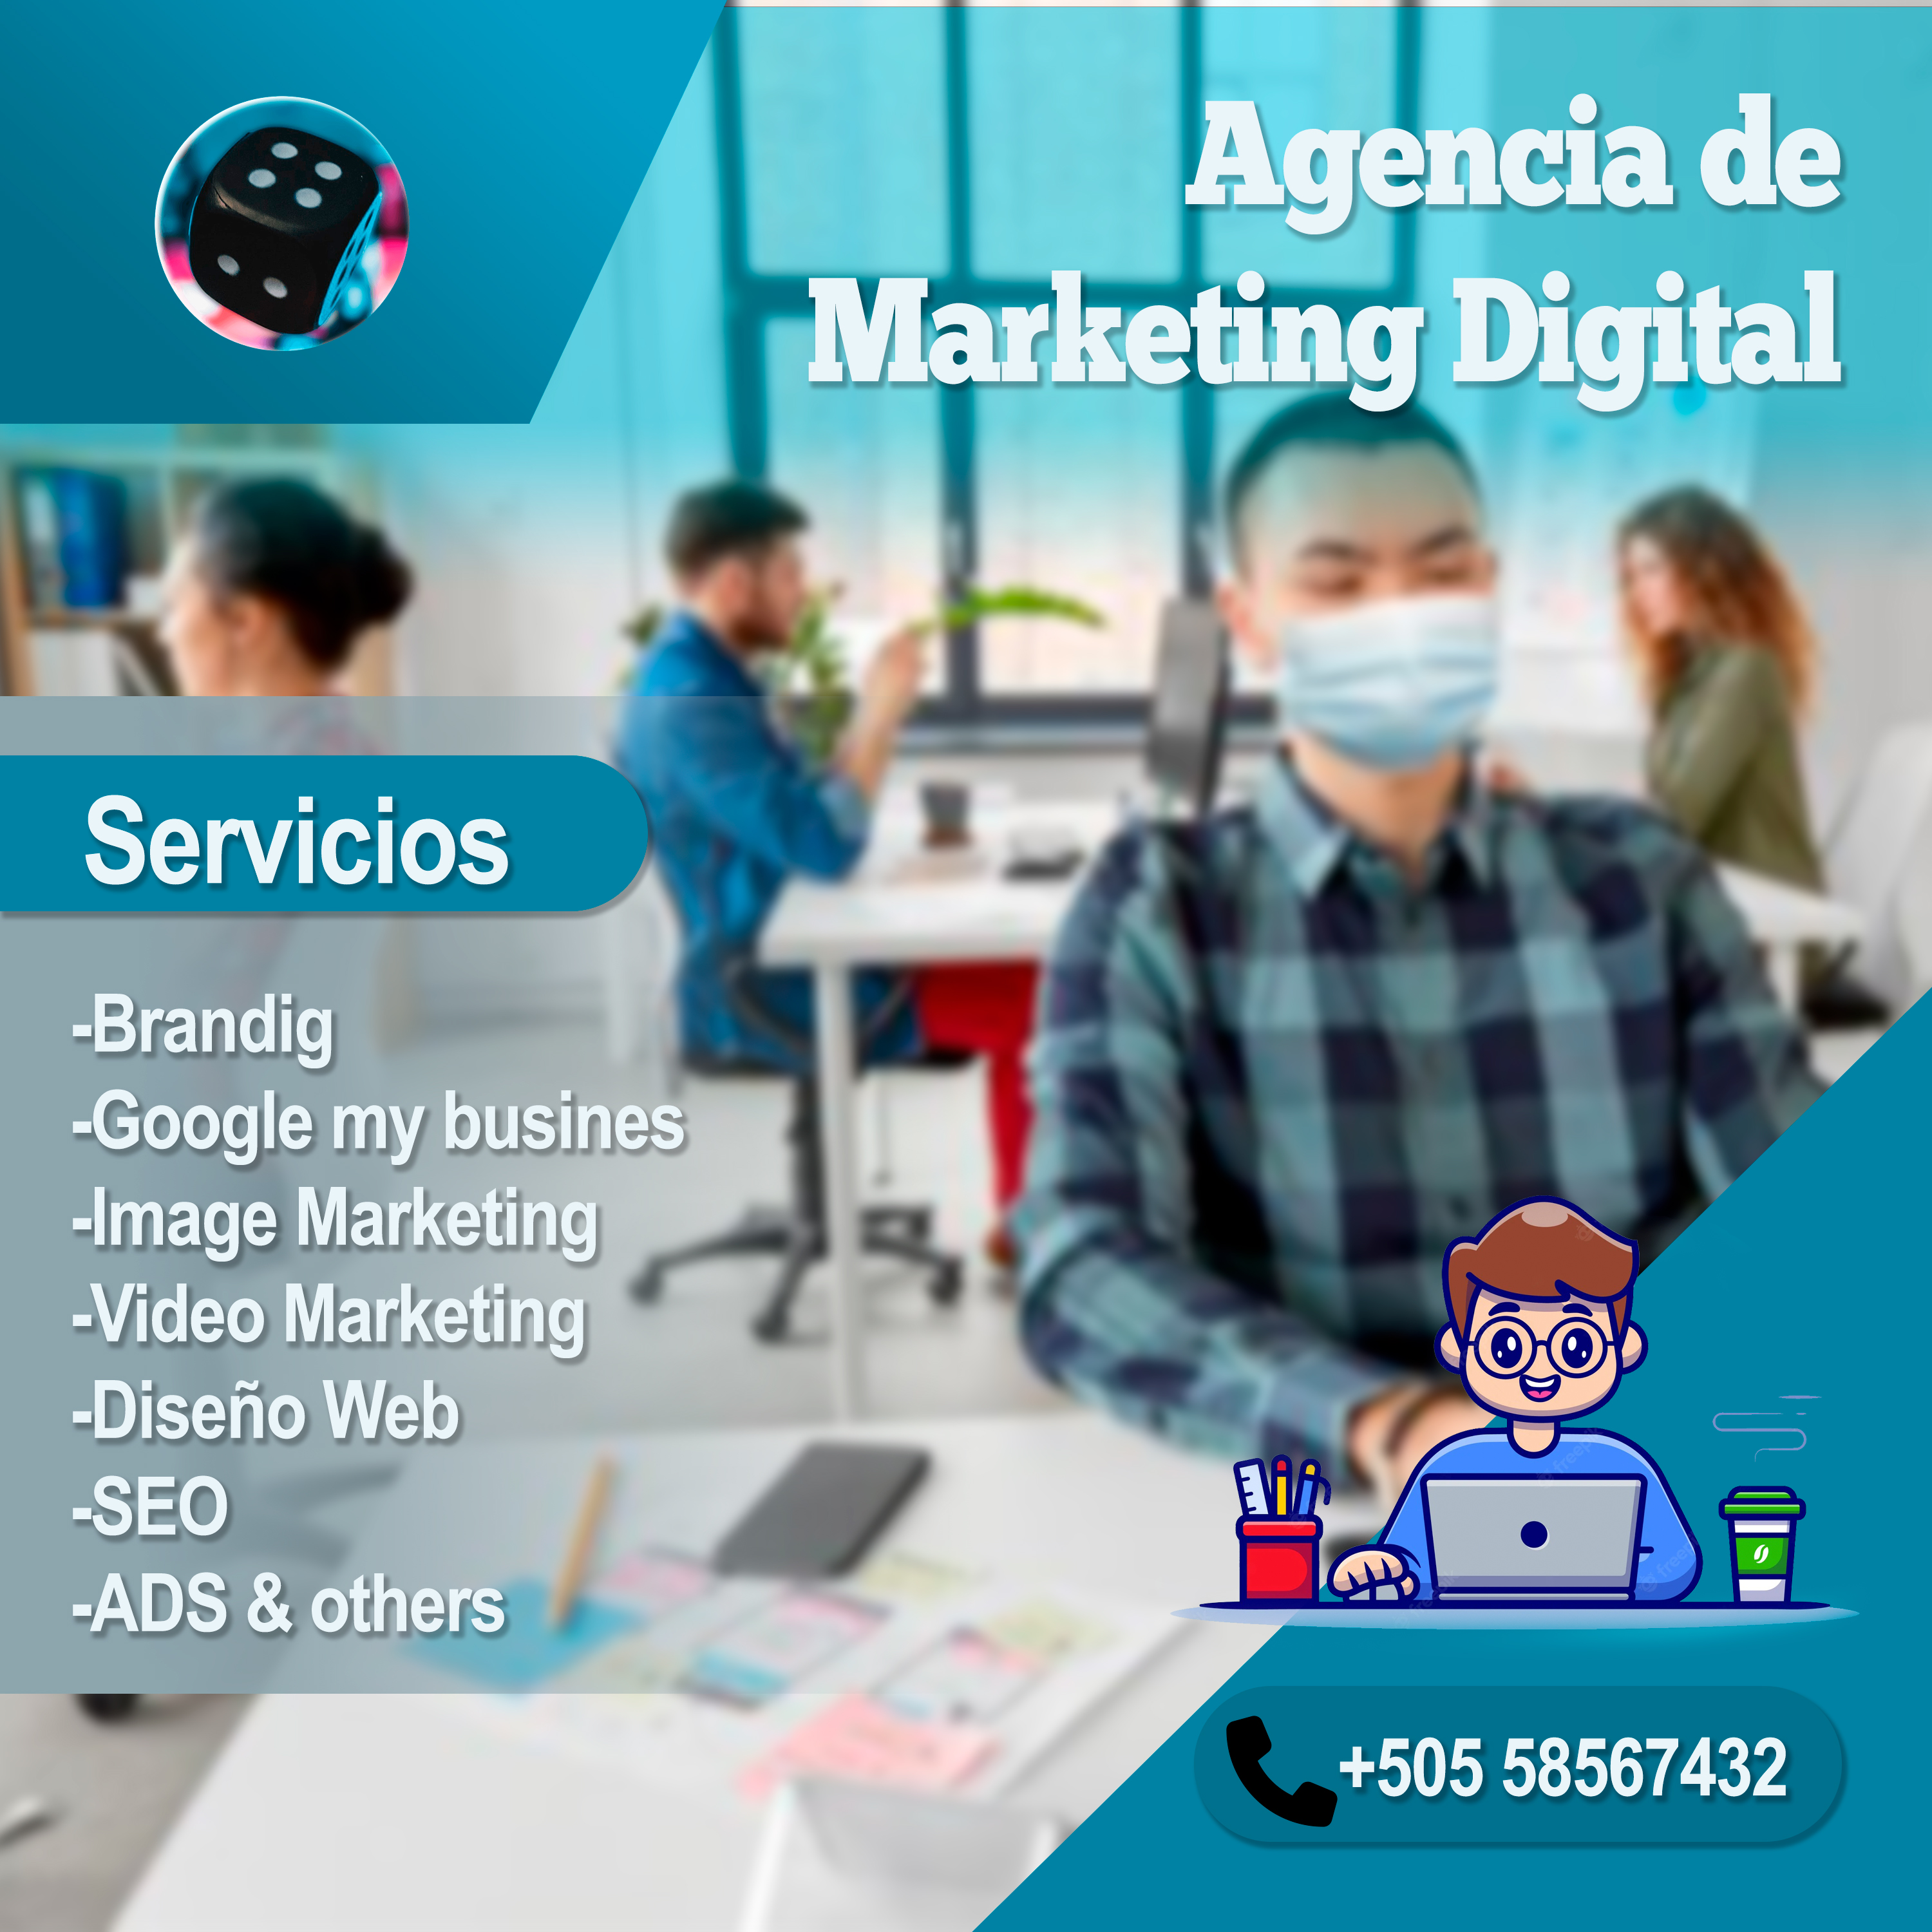 Agencia de
Marketing Digital
Servicios
-Brandig
-Google my busines
-Image Marketing
-Video Marketing
-Diseño Web
-SEO
-ADS & others
+505 58567432